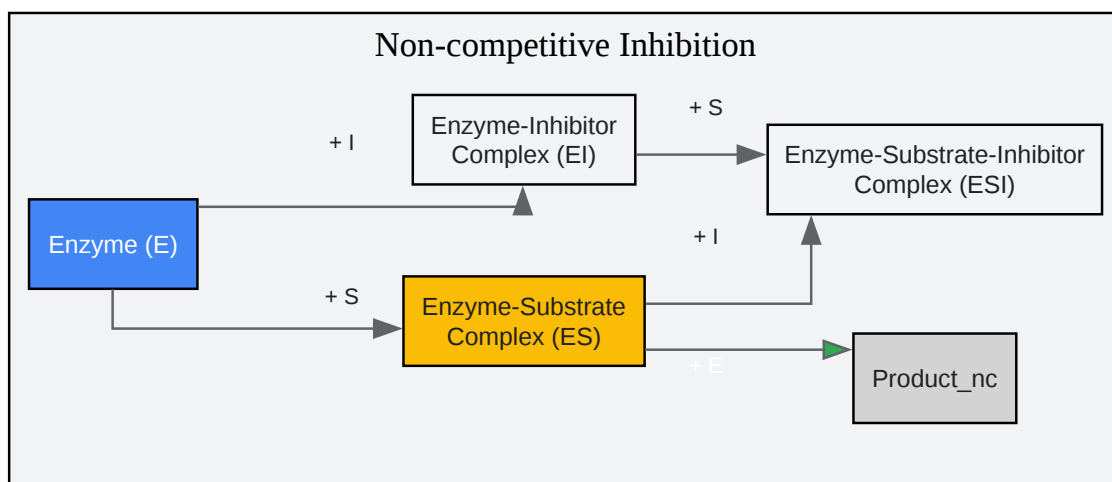 Non-competitive Inhibition
+ I
Enzyme-Inhibitor
Complex (EI)
+ S
Enzyme-Substrate-Inhibitor
Complex (ESI)
Enzyme (E)
+ I
+ S
Enzyme-Substrate
Complex (ES)
+ E
Product_nc